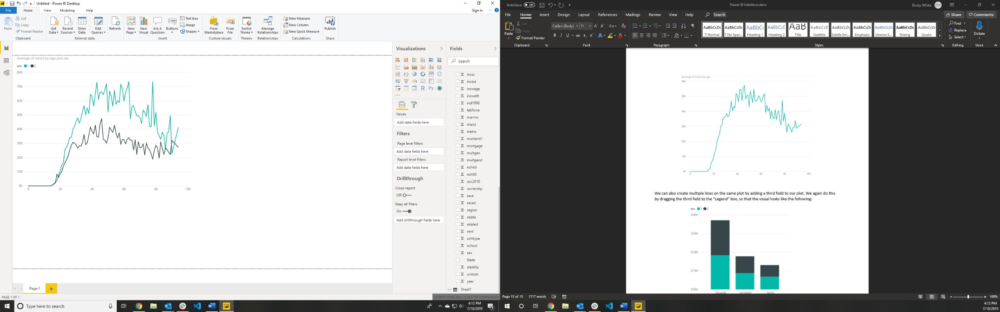 Untitled - Power BI Desktop
File Home View Modeling Help
Sign in
Paste
Cut
Copy
Format Painter
Clipboard
Get Data
Recent Sources
Enter Data
Edit Queries
External data
Refresh
New Page
New Visual
Ask A Question
Buttons
Text box
Image
Shapes
Insert
From Marketplace
From File
Custom visuals
Switch Theme
Themes
Manage Relationships
Relationships
New Measure
New Column
New Quick Measure
Calculations
Publish
Share
Average of inctot by age and sex
sex 1 2
80K
70K
60K
50K
40K
30K
20K
10K
0K
0 20 40 60 80 100
Visualizations
R Py
Values
Add data fields here
Filters
Page level filters
Add data fields here
Report level filters
Add data fields here
Drillthrough
Cross-report
Off
Keep all filters
On
Add drillthrough fields here
Fields
Search
incss
inctot
incwage
incwelfr
ind1990
labforce
marrno
marst
metro
mortamt1
mortgage
multgen
multgend
nchild
nchlt5
occ2010
ownershp
race
raced
region
relate
related
rent
schltype
school
sex
State
statefip
unitsstr
year
Sheet1
Page 1
PAGE 1 OF 1
UPDATE AVAILABLE (CLICK TO DOWNLOAD)
Type here to search
4:12 PM
7/10/2019
7
AutoSave Off
Power BI Interface.docx
Dusty White DW
File Home Insert Design Layout References Mailings Review View Help Search
Share Comments
Paste
Cut
Copy
Format Painter
Clipboard
Calibri (Body) 11
B I U ab x₂ x²
Font
Paragraph
AaBbCcDc
¶ Normal
AaBbCcDc
¶ No Spac...
AaBbCc
Heading 1
AaBbCcD
Heading 2
AaB
Title
AaBbCcD
Subtitle
AaBbCcDc
Subtle Em...
AaBbCcDc
Emphasis
AaBbCcDc
Intense E...
AaBbCcDc
Strong
AaBbCcDc
Quote
Styles
Find
Replace
Select
Editing
Dictate
Voice
Average of inctot by age
60K
50K
40K
30K
20K
10K
0K
0 20 40 60 80 100
We can also create multiple lines on the same plot by adding a third field to our plot. We again do this
by dragging the third field to the “Legend” box, so that the visual looks like the following:
sex 1 2
0.4bn
0.3bn
0.2bn
0.1bn
0.0bn
Douglas Lancaster Sarpy
Page 15 of 15 1717 words
100%
4:12 PM
7/10/2019